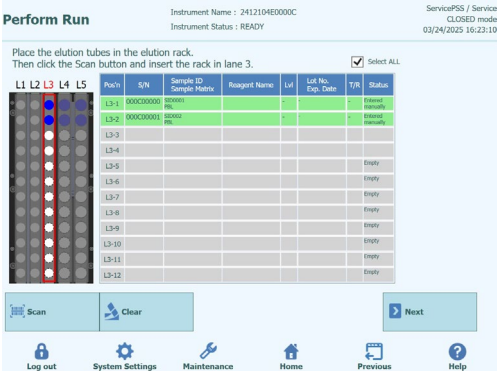 Perform Run
Instrument Name : 2412104E0000C
Instrument Status : READY
ServicePSS / Service
CLOSED mode
03/24/2025 16:23:10
Place the elution tubes in the elution rack.
Then click the Scan button and insert the rack in lane 3.
Select ALL
L1 L2 L3 L4 L5
Pos'n S/N Sample ID Sample Matrix Reagent Name Lvl Lot No. Exp. Date T/R Status
L3-1 000C00000 SID0001 MBL - - - Entered manually
L3-2 000C00001 SID002 MBL - - - Entered manually
L3-3
L3-4
L3-5 Empty
L3-6 Empty
L3-7 Empty
L3-8 Empty
L3-9 Empty
L3-10 Empty
L3-11 Empty
L3-12 Empty
Scan
Clear
Next
Log out
System Settings
Maintenance
Home
Previous
Help